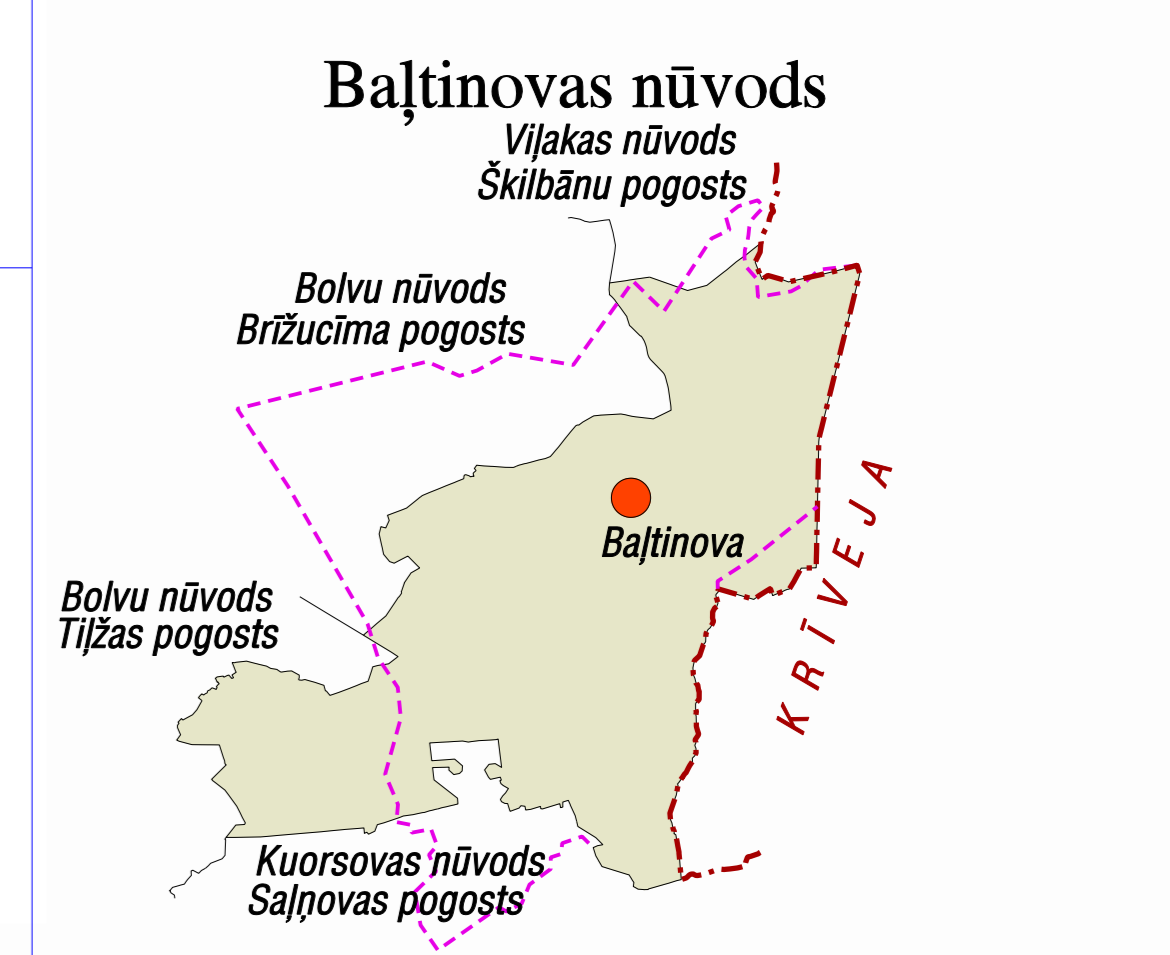 Baļtinovas nūvods
Viļakas nūvods
Škilbānu pogosts
Bolvu nūvods
Brīžucīma pogosts
Baļtinova
KRĪVEJA
Bolvu nūvods
Tiļžas pogosts
Kuorsovas nūvods
Saļņovas pogosts